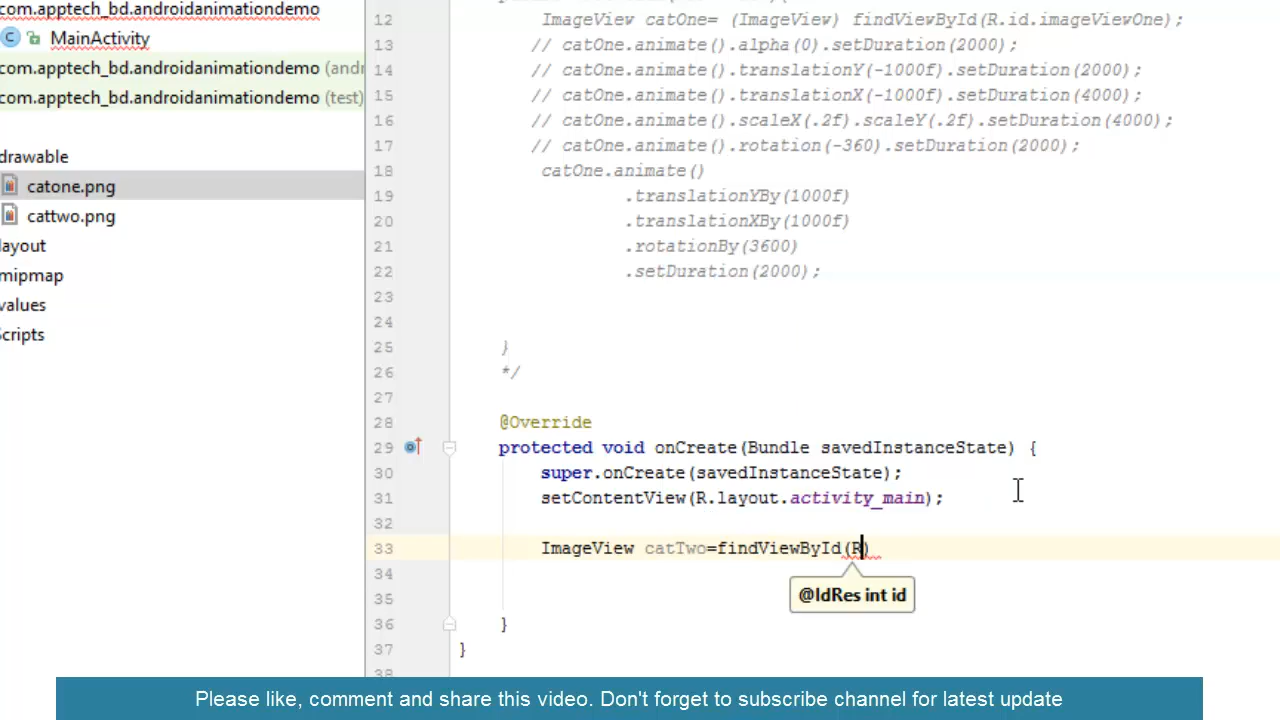 com.apptech_bd.androidanimationdemo
MainActivity
com.apptech_bd.androidanimationdemo (andr
com.apptech_bd.androidanimationdemo (test)
drawable
catone.png
cattwo.png
layout
mipmap
values
Scripts
12 ImageView catOne= (ImageView) findViewById(R.id.imageViewOne);
13 // catOne.animate().alpha(0).setDuration(2000);
14 // catOne.animate().translationY(-1000f).setDuration(2000);
15 // catOne.animate().translationX(-1000f).setDuration(4000);
16 // catOne.animate().scaleX(.2f).scaleY(.2f).setDuration(4000);
17 // catOne.animate().rotation(-360).setDuration(2000);
18 catOne.animate()
19 .translationYBy(1000f)
20 .translationXBy(1000f)
21 .rotationBy(3600)
22 .setDuration(2000);
23
24
25 }
26 */
27
28 @Override
29 protected void onCreate(Bundle savedInstanceState) {
30 super.onCreate(savedInstanceState);
31 setContentView(R.layout.activity_main);
32
33 ImageView catTwo=findViewById(R)
34
@IdRes int id
35
36 }
37 }
38
Please like, comment and share this video. Don't forget to subscribe channel for latest update